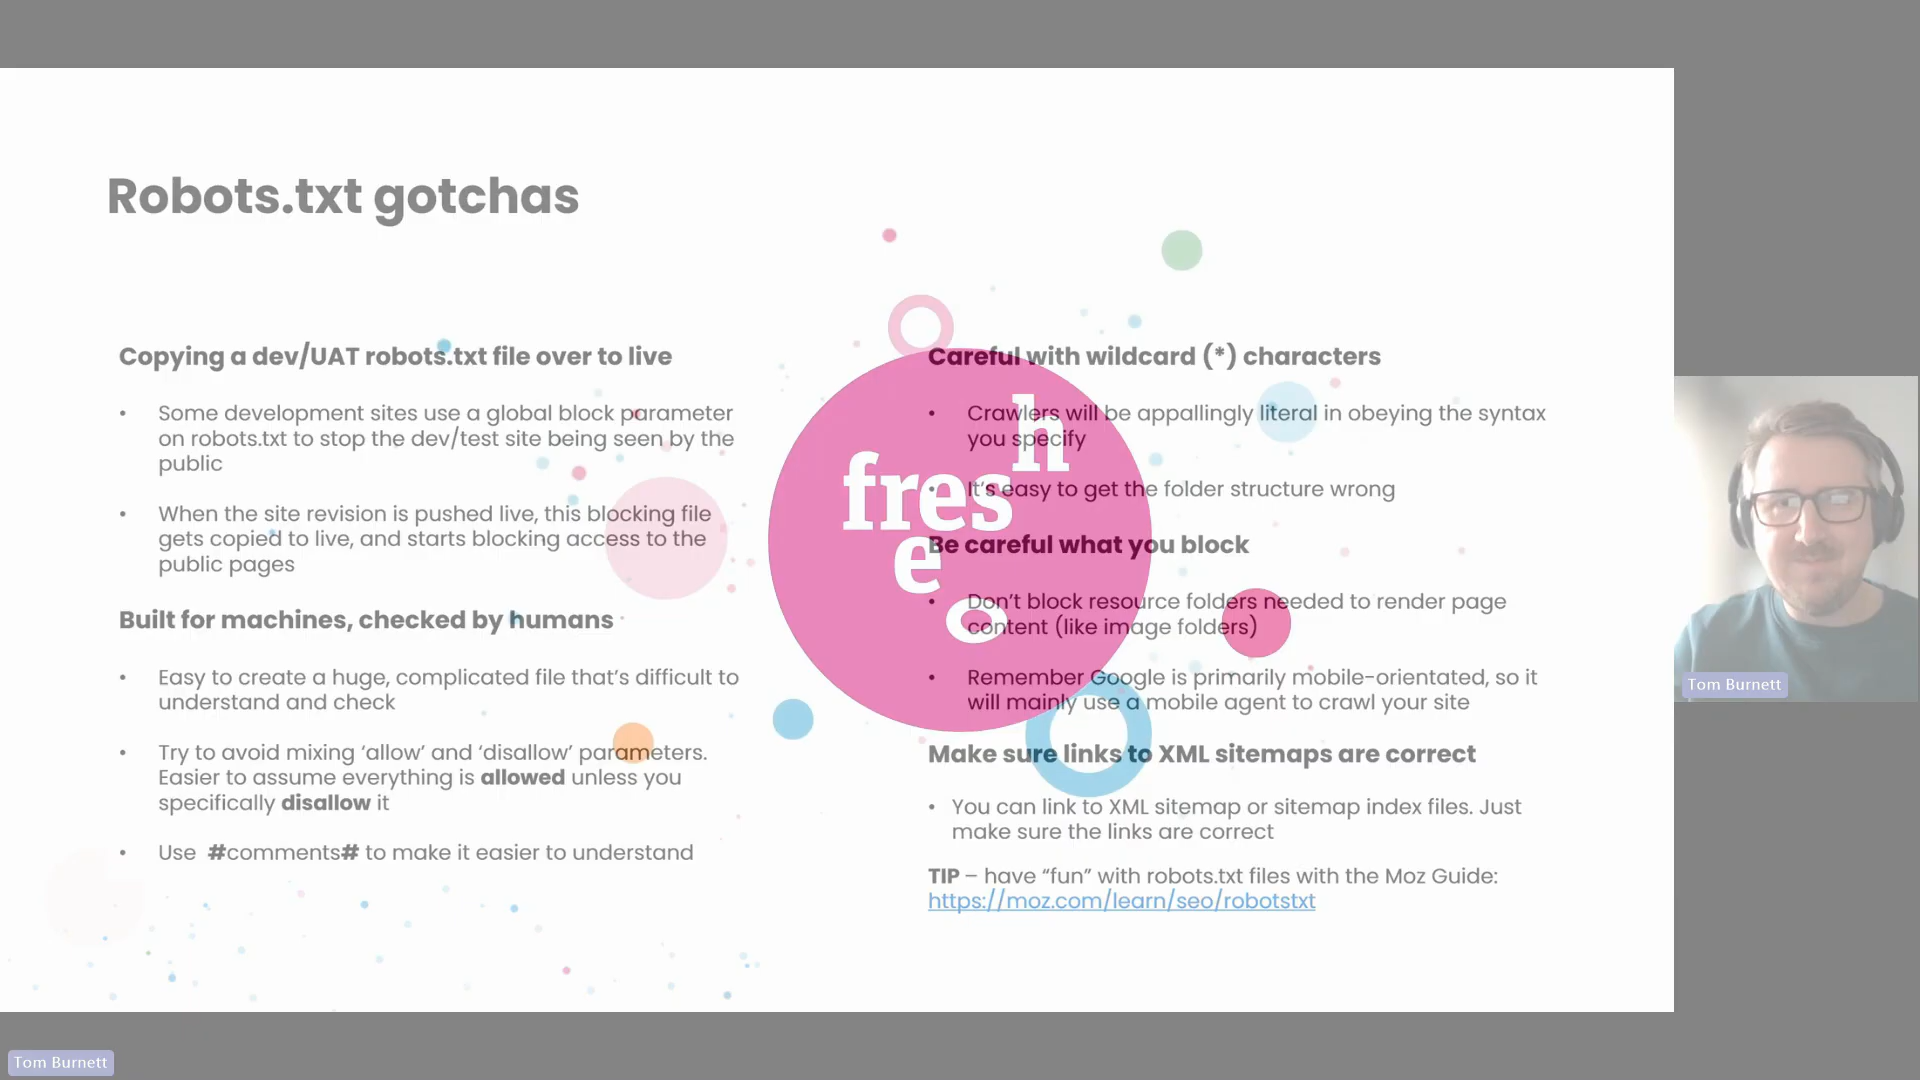 Robots.txt gotchas
Copying a dev/UAT robots.txt file over to live
• Some development sites use a global block parameter
on robots.txt to stop the dev/test site being seen by the
public
• When the site revision is pushed live, this blocking file
gets copied to live, and starts blocking access to the
public pages
Built for machines, checked by humans
• Easy to create a huge, complicated file that’s difficult to
understand and check
• Try to avoid mixing ‘allow’ and ‘disallow’ parameters.
Easier to assume everything is allowed unless you
specifically disallow it
• Use #comments# to make it easier to understand
Careful with wildcard (*) characters
• Crawlers will be appallingly literal in obeying the syntax
you specify
• It’s easy to get the folder structure wrong
Be careful what you block
• Don’t block resource folders needed to render page
content (like image folders)
• Remember Google is primarily mobile-orientated, so it
will mainly use a mobile agent to crawl your site
Make sure links to XML sitemaps are correct
• You can link to XML sitemap or sitemap index files. Just
make sure the links are correct
TIP – have “fun” with robots.txt files with the Moz Guide:
https://moz.com/learn/seo/robotstxt
h
fres
e
o
Tom Burnett
Tom Burnett